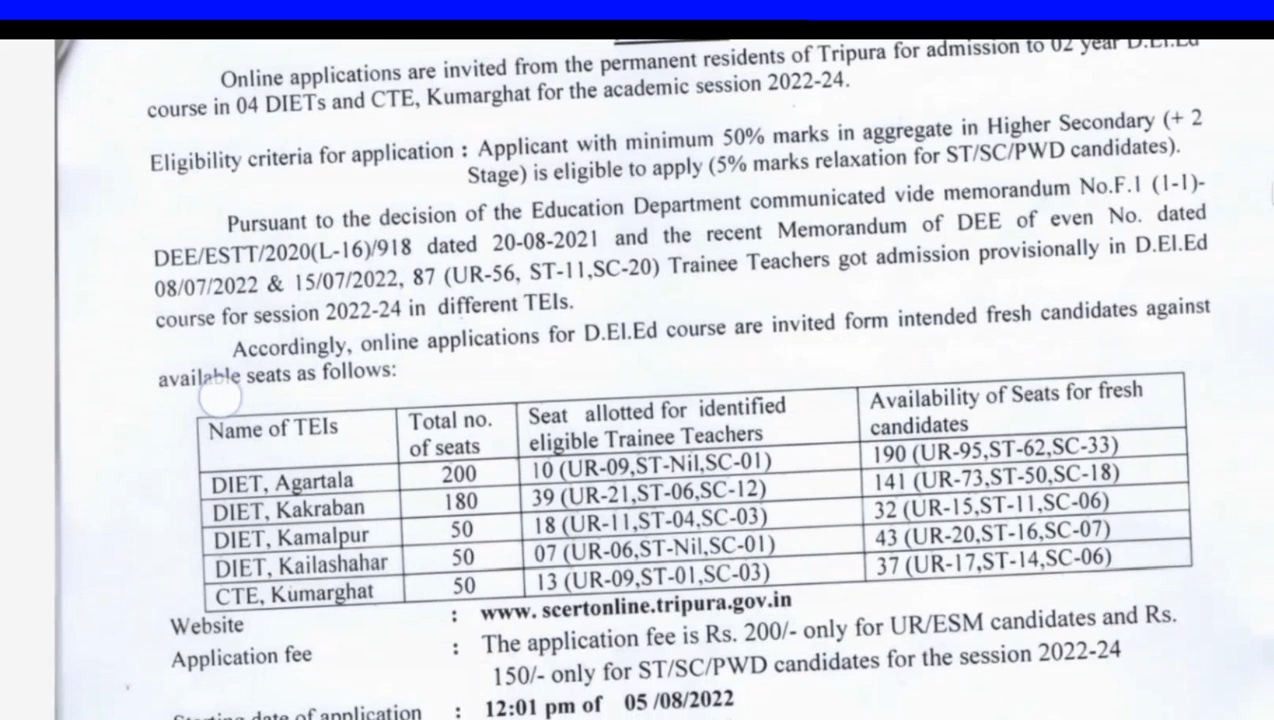 Online applications are invited from the permanent residents of Tripura for admission to 02 year D.El.Ed
course in 04 DIETs and CTE, Kumarghat for the academic session 2022-24.
Eligibility criteria for application : Applicant with minimum 50% marks in aggregate in Higher Secondary (+ 2
Stage) is eligible to apply (5% marks relaxation for ST/SC/PWD candidates).
Pursuant to the decision of the Education Department communicated vide memorandum No.F.1 (1-1)-
DEE/ESTT/2020(L-16)/918 dated 20-08-2021 and the recent Memorandum of DEE of even No. dated
08/07/2022 & 15/07/2022, 87 (UR-56, ST-11,SC-20) Trainee Teachers got admission provisionally in D.El.Ed
course for session 2022-24 in different TEIs.
Accordingly, online applications for D.El.Ed course are invited form intended fresh candidates against
available seats as follows:
Name of TEIs | Total no. of seats | Seat allotted for identified eligible Trainee Teachers | Availability of Seats for fresh candidates
DIET, Agartala | 200 | 10 (UR-09,ST-Nil,SC-01) | 190 (UR-95,ST-62,SC-33)
DIET, Kakraban | 180 | 39 (UR-21,ST-06,SC-12) | 141 (UR-73,ST-50,SC-18)
DIET, Kamalpur | 50 | 18 (UR-11,ST-04,SC-03) | 32 (UR-15,ST-11,SC-06)
DIET, Kailashahar | 50 | 07 (UR-06,ST-Nil,SC-01) | 43 (UR-20,ST-16,SC-07)
CTE, Kumarghat | 50 | 13 (UR-09,ST-01,SC-03) | 37 (UR-17,ST-14,SC-06)
Website : www. scertonline.tripura.gov.in
Application fee : The application fee is Rs. 200/- only for UR/ESM candidates and Rs.
150/- only for ST/SC/PWD candidates for the session 2022-24
Starting date of application : 12:01 pm of 05 /08/2022